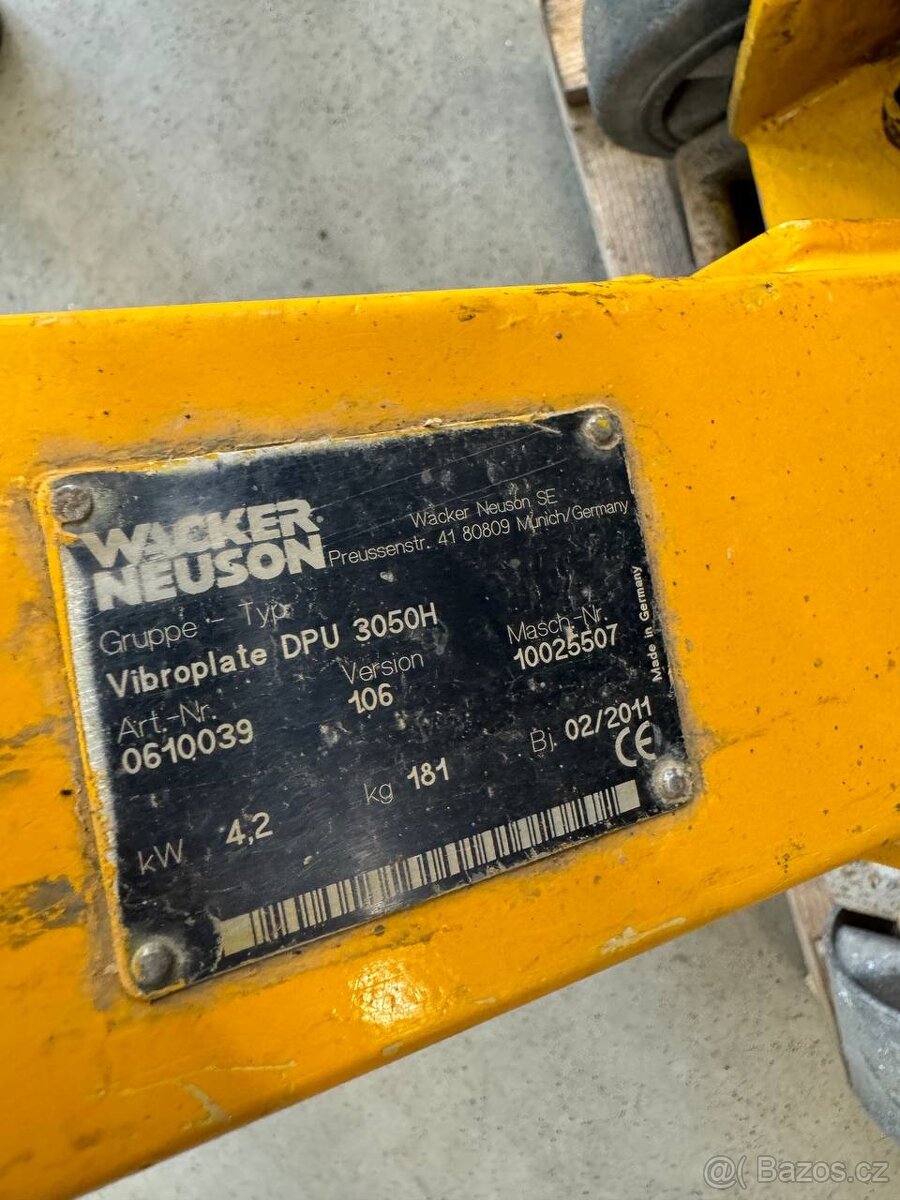 WACKER
NEUSON
Wacker Neuson SE
Preussenstr. 41 80809 Munich/Germany
Gruppe - Typ
Vibroplate DPU 3050H
Art.-Nr. Version Masch.-Nr.
0610039 106 10025507
kW 4,2 kg 181 Bj. 02/2011
CE
Made in Germany
@( Bazos.cz